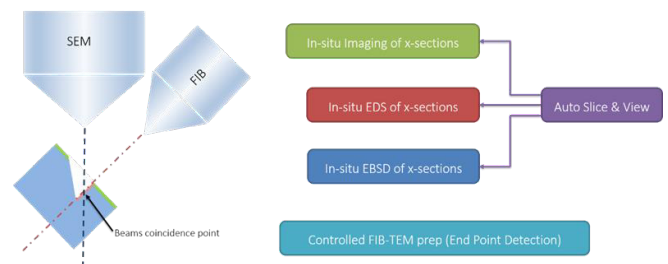 SEM
FIB
Beams coincidence point
In-situ Imaging of x-sections
In-situ EDS of x-sections
Auto Slice & View
In-situ EBSD of x-sections
Controlled FIB-TEM prep (End Point Detection)